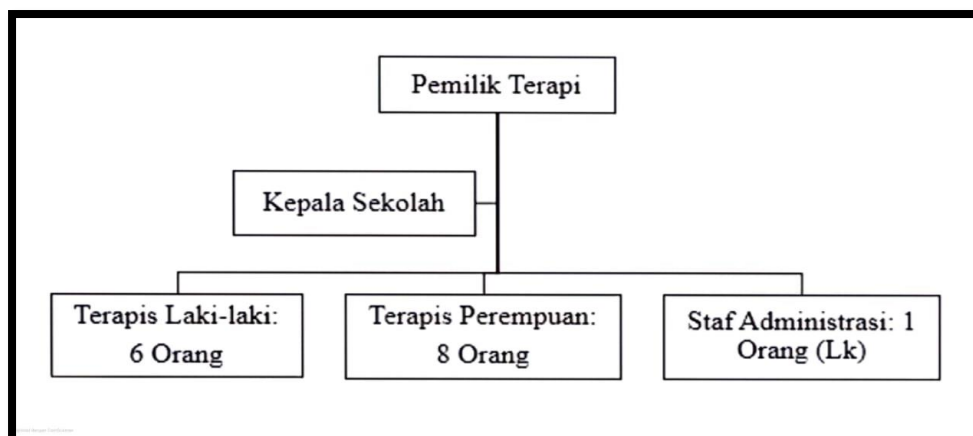 Pemilik Terapi
Kepala Sekolah
Terapis Laki-laki:
6 Orang
Terapis Perempuan:
8 Orang
Staf Administrasi: 1
Orang (Lk)